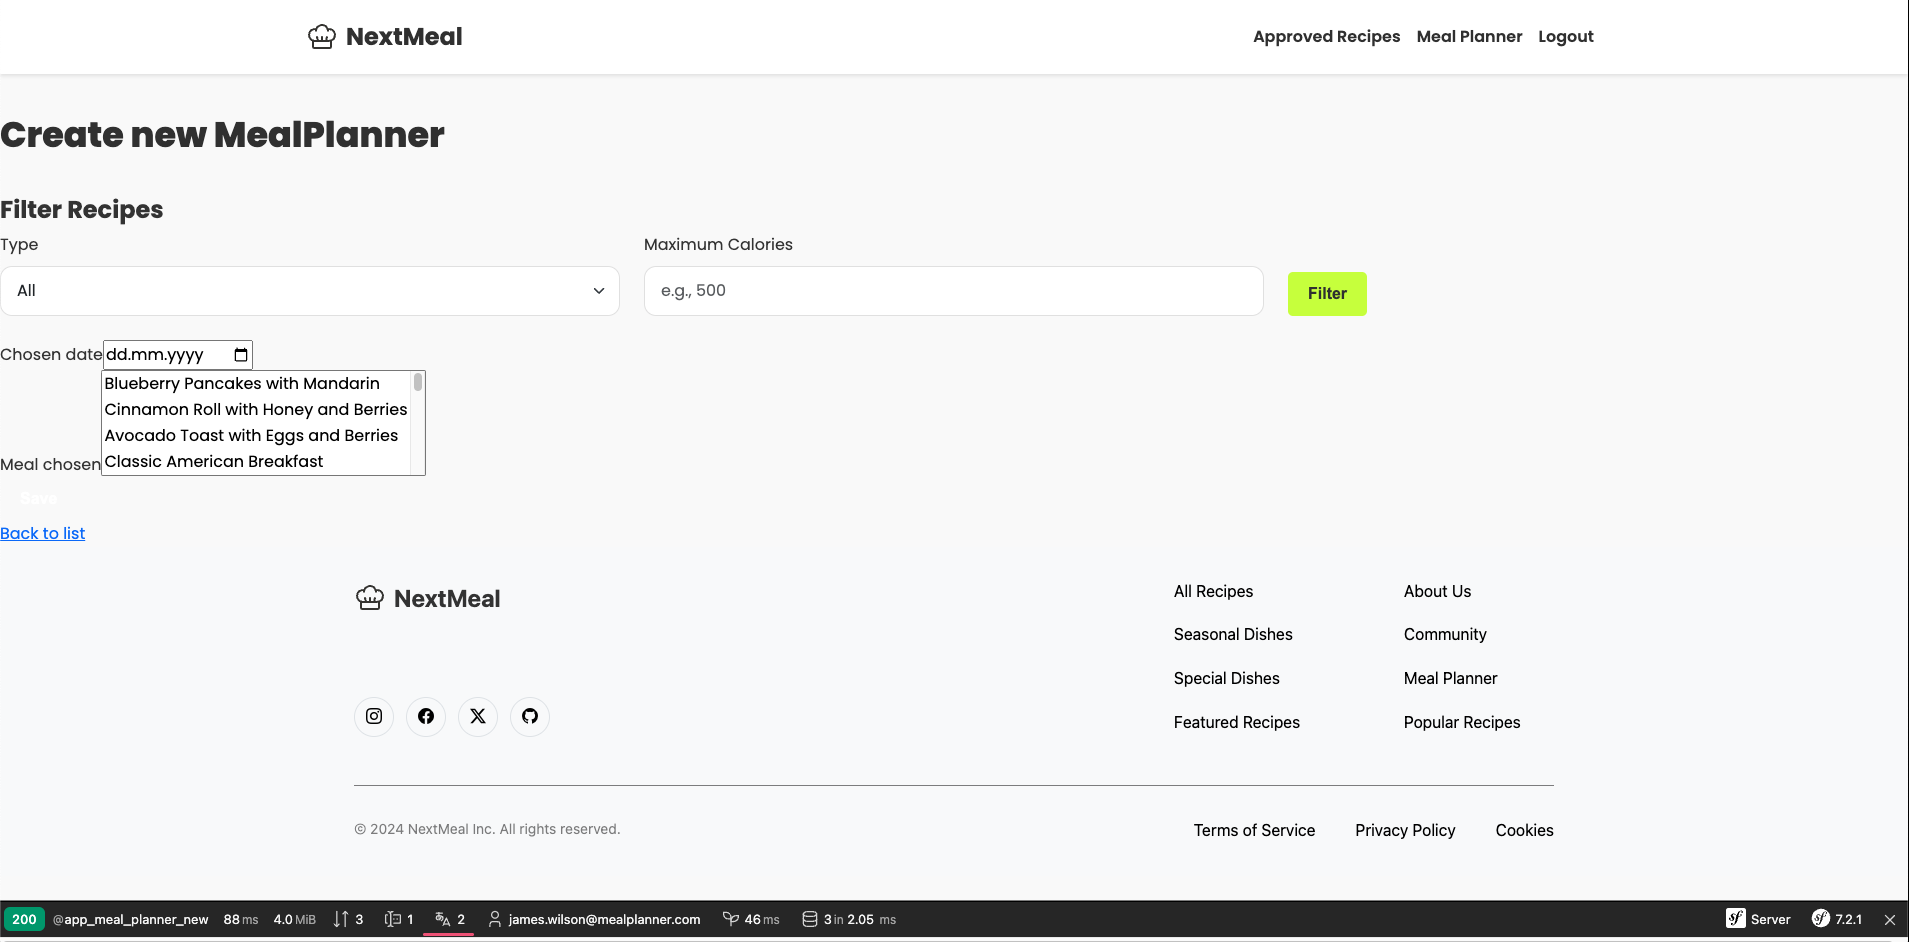 NextMeal
Approved Recipes Meal Planner Logout
Create new MealPlanner
Filter Recipes
Type
Maximum Calories
All
e.g., 500
Filter
Chosen date dd.mm.yyyy
Blueberry Pancakes with Mandarin
Cinnamon Roll with Honey and Berries
Avocado Toast with Eggs and Berries
Classic American Breakfast
Meal chosen
Save
Back to list
NextMeal
All Recipes
Seasonal Dishes
Special Dishes
Featured Recipes
About Us
Community
Meal Planner
Popular Recipes
© 2024 NextMeal Inc. All rights reserved.
Terms of Service Privacy Policy Cookies
200 @app_meal_planner_new 88 ms 4.0 MiB 3 1 2 james.wilson@mealplanner.com 46 ms 3 in 2.05 ms Server 7.2.1